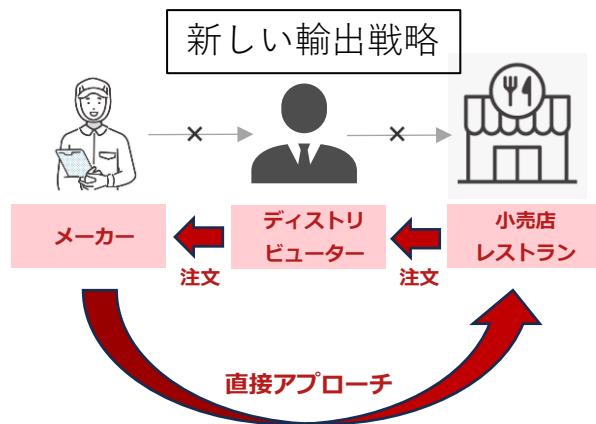 新しい輸出戦略
×
×
メーカー
ディストリ
ビューター
小売店
レストラン
注文
注文
直接アプローチ